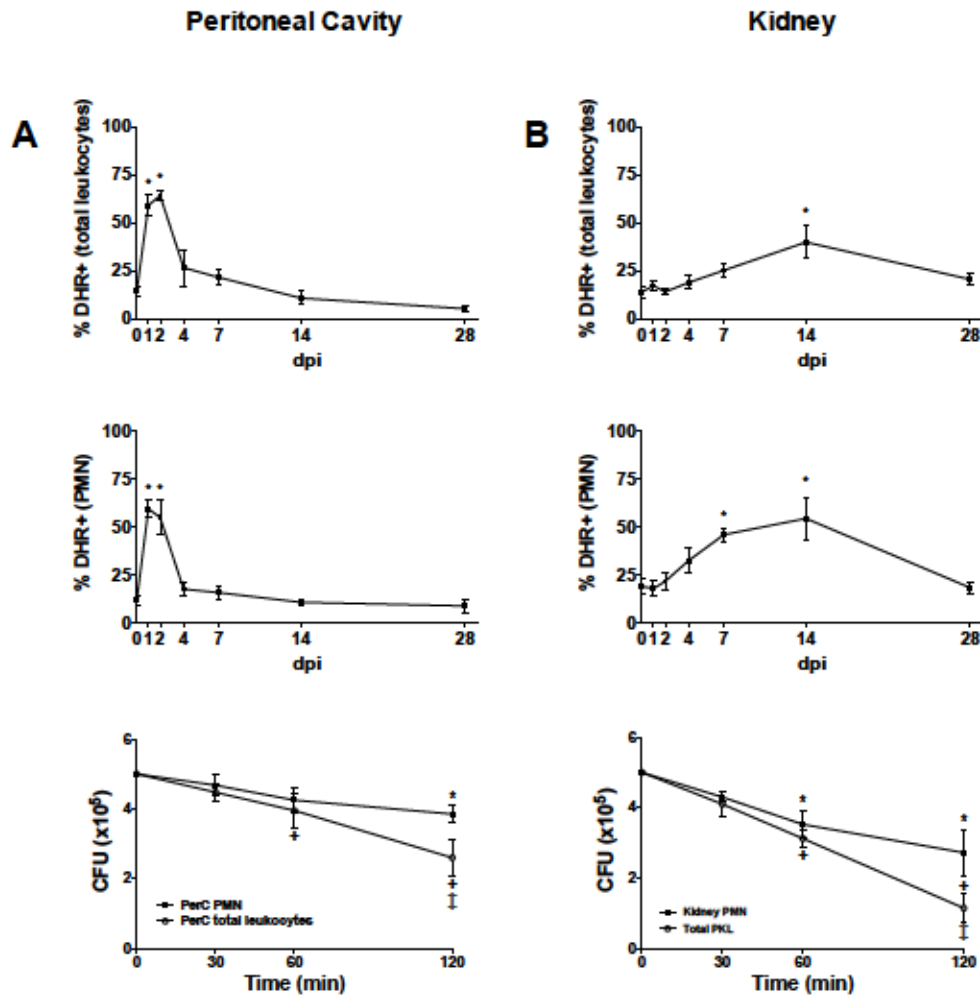 Peritoneal Cavity
Kidney
A
% DHR+ (total leukocytes)
100
75
50
25
0
* *
0 1 2 4 7 14 28
dpi
B
% DHR+ (total leukocytes)
100
75
50
25
0
*
0 1 2 4 7 14 28
dpi
% DHR+ (PMN)
100
75
50
25
0
* *
0 1 2 4 7 14 28
dpi
% DHR+ (PMN)
100
75
50
25
0
* *
0 1 2 4 7 14 28
dpi
CFU (x10⁵)
6
4
2
0
*
+
+
‡
PerC PMN
PerC total leukocytes
0 30 60 120
Time (min)
CFU (x10⁵)
6
4
2
0
* *
+
+
‡
Kidney PMN
Total PKL
0 30 60 120
Time (min)